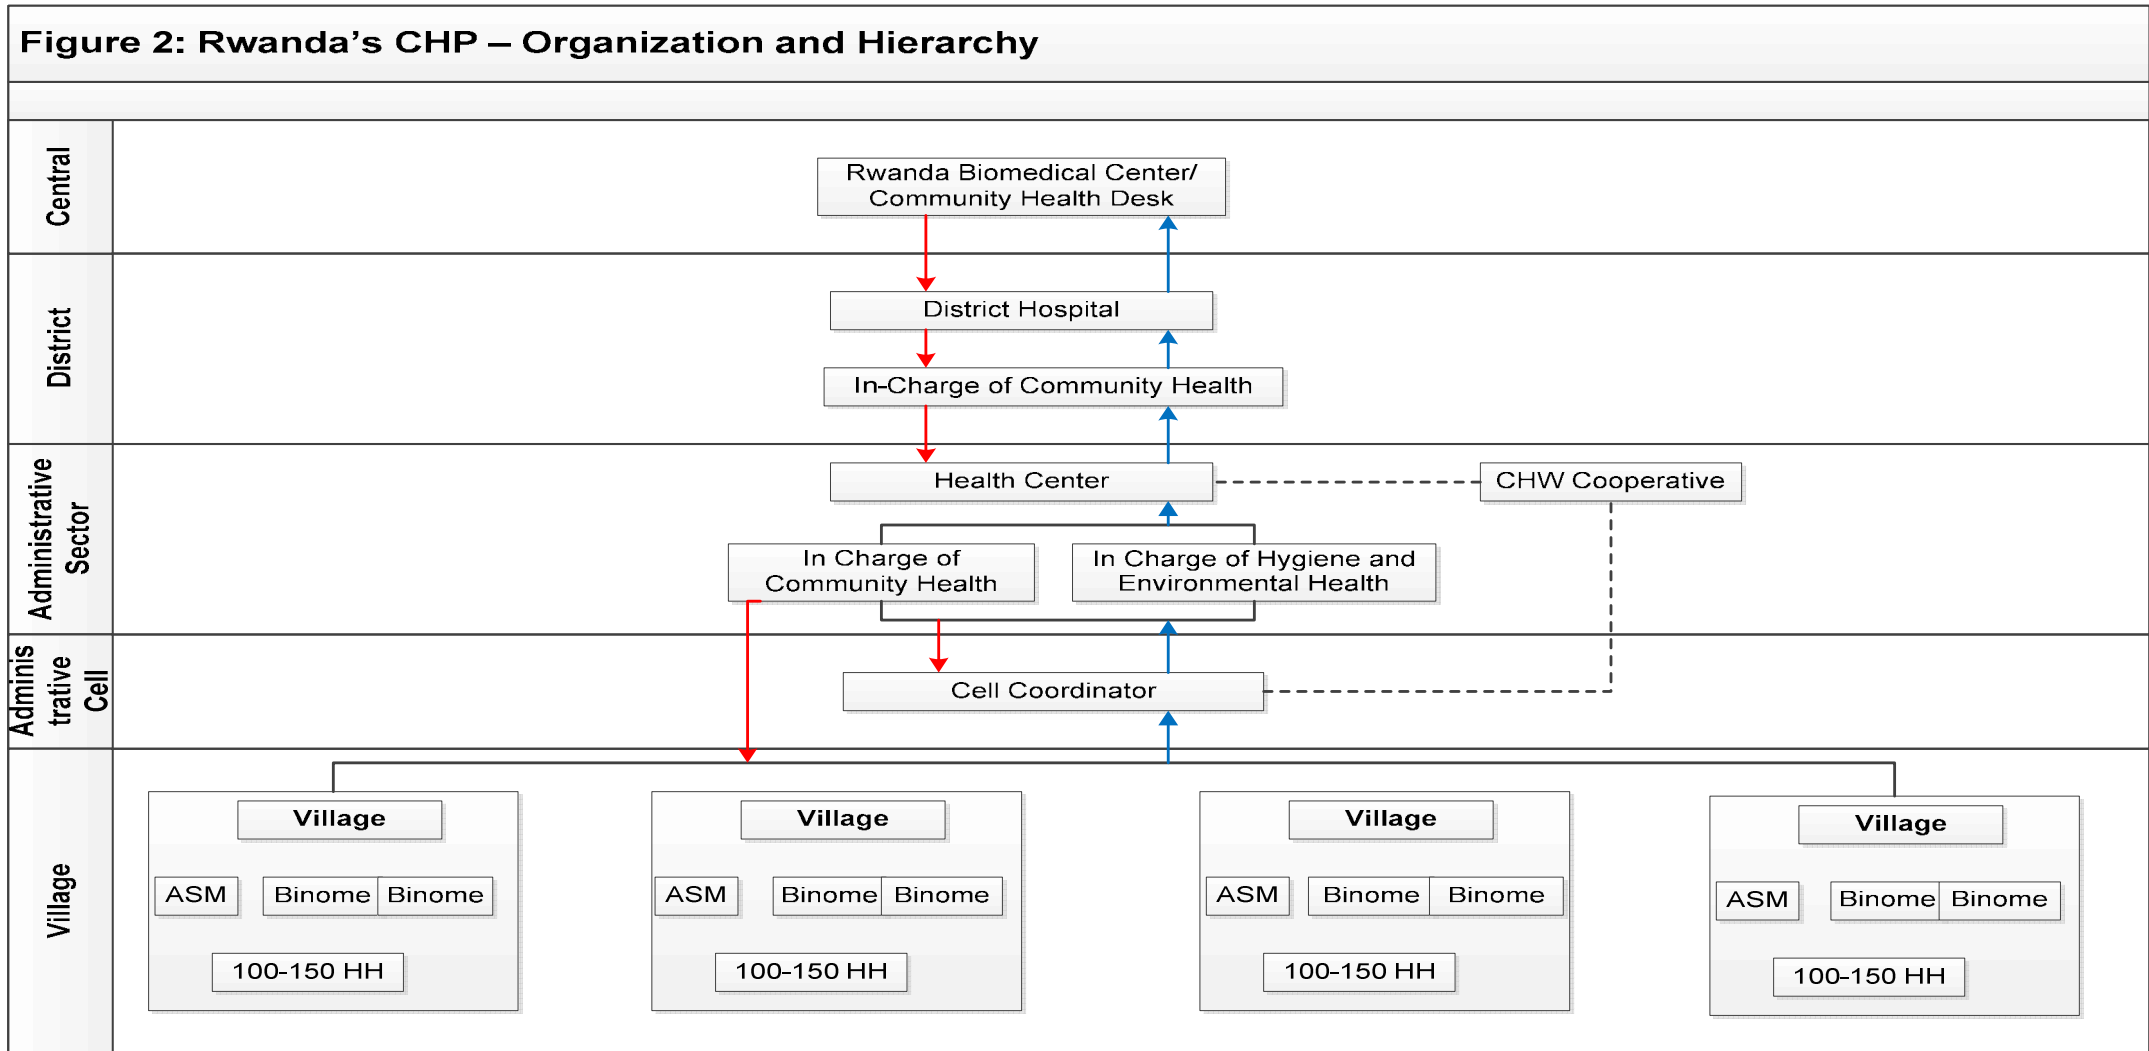 Figure 2: Rwanda’s CHP – Organization and Hierarchy
Central
Rwanda Biomedical Center/
Community Health Desk
District
District Hospital
In-Charge of Community Health
Administrative
Sector
Health Center
CHW Cooperative
In Charge of
Community Health
In Charge of Hygiene and
Environmental Health
Adminis
trative
Cell
Cell Coordinator
Village
Village
ASM
Binome
Binome
100-150 HH
Village
ASM
Binome
Binome
100-150 HH
Village
ASM
Binome
Binome
100-150 HH
Village
ASM
Binome
Binome
100-150 HH